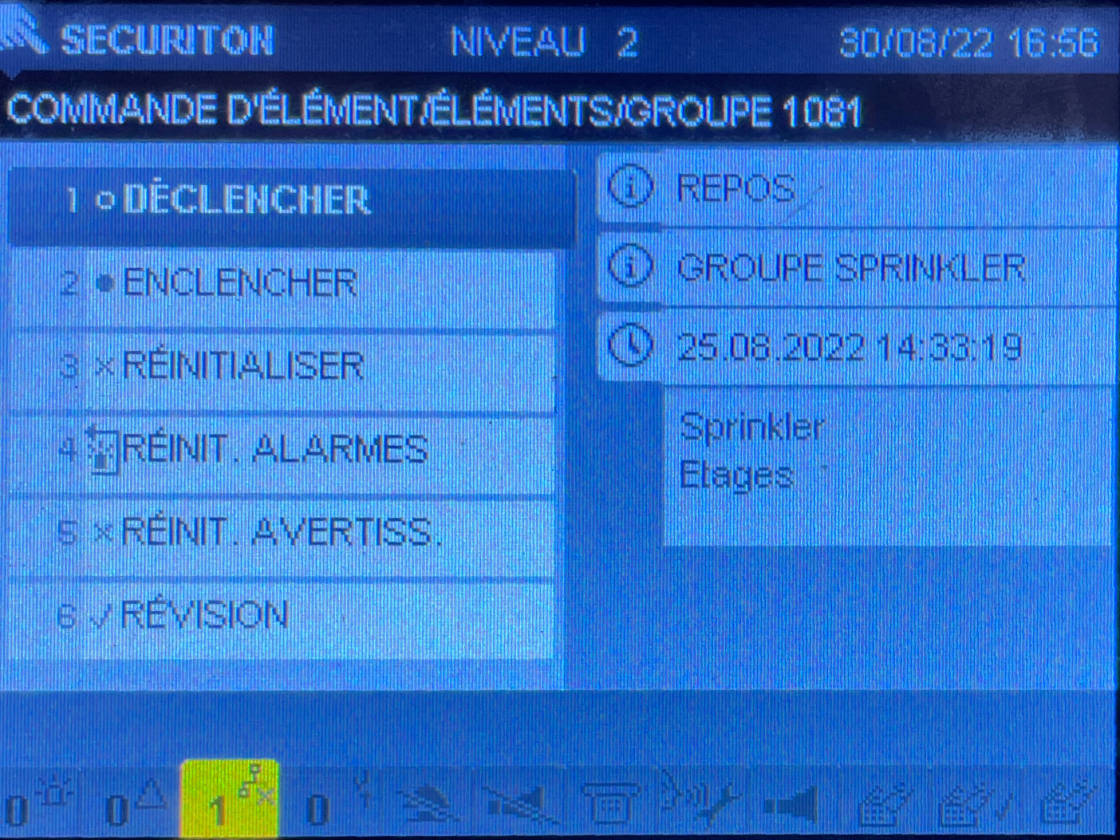 SECURITON NIVEAU 2 30/08/22 16:56
COMMANDE D'ÉLÉMENT/ÉLÉMENTS/GROUPE 1081
1 DÉCLENCHER
2 ENCLENCHER
3 RÉINITIALISER
4 RÉINIT. ALARMES
5 RÉINIT. AVERTISS.
6 RÉVISION
REPOS
GROUPE SPRINKLER
25.08.2022 14:33:19
Sprinkler
Etages
0 0 1 0